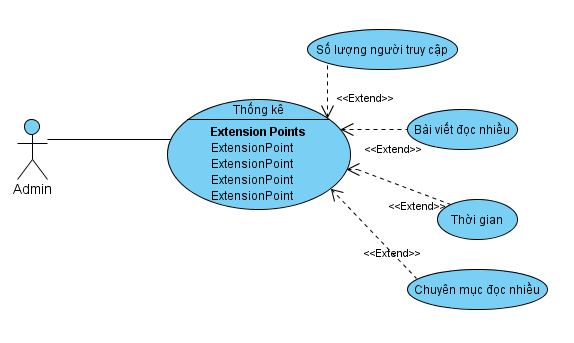 Số lượng người truy cập
<<Extend>>
Thống kê
Extension Points
ExtensionPoint
ExtensionPoint
ExtensionPoint
ExtensionPoint
Bài viết đọc nhiều
<<Extend>>
Admin
<<Extend>>
Thời gian
<<Extend>>
Chuyên mục đọc nhiều